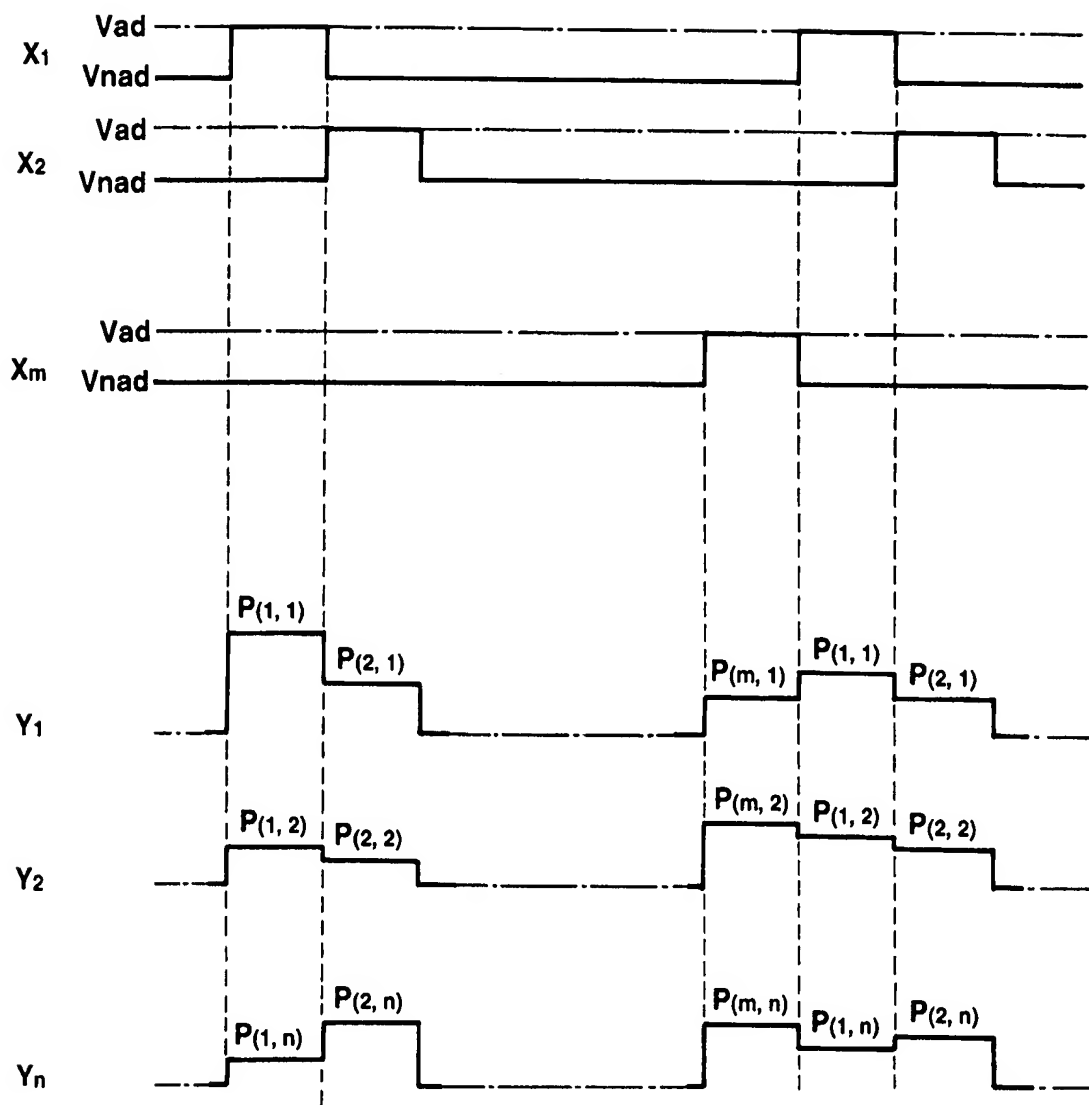 Vad
X1
Vnad
Vad
X2
Vnad
Vad
Xm
Vnad
P(1, 1)
P(2, 1)
P(m, 1)
P(1, 1)
P(2, 1)
Y1
P(1, 2)
P(2, 2)
P(m, 2)
P(1, 2)
P(2, 2)
Y2
P(1, n)
P(2, n)
P(m, n)
P(1, n)
P(2, n)
Yn